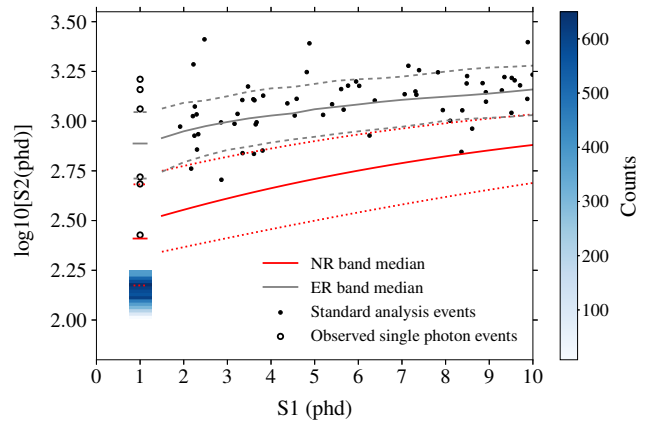 3.50
3.25
3.00
2.75
2.50
2.25
2.00
log10[S2(phd)]
0 1 2 3 4 5 6 7 8 9 10
S1 (phd)
NR band median
ER band median
Standard analysis events
Observed single photon events
600
500
400
300
200
100
Counts